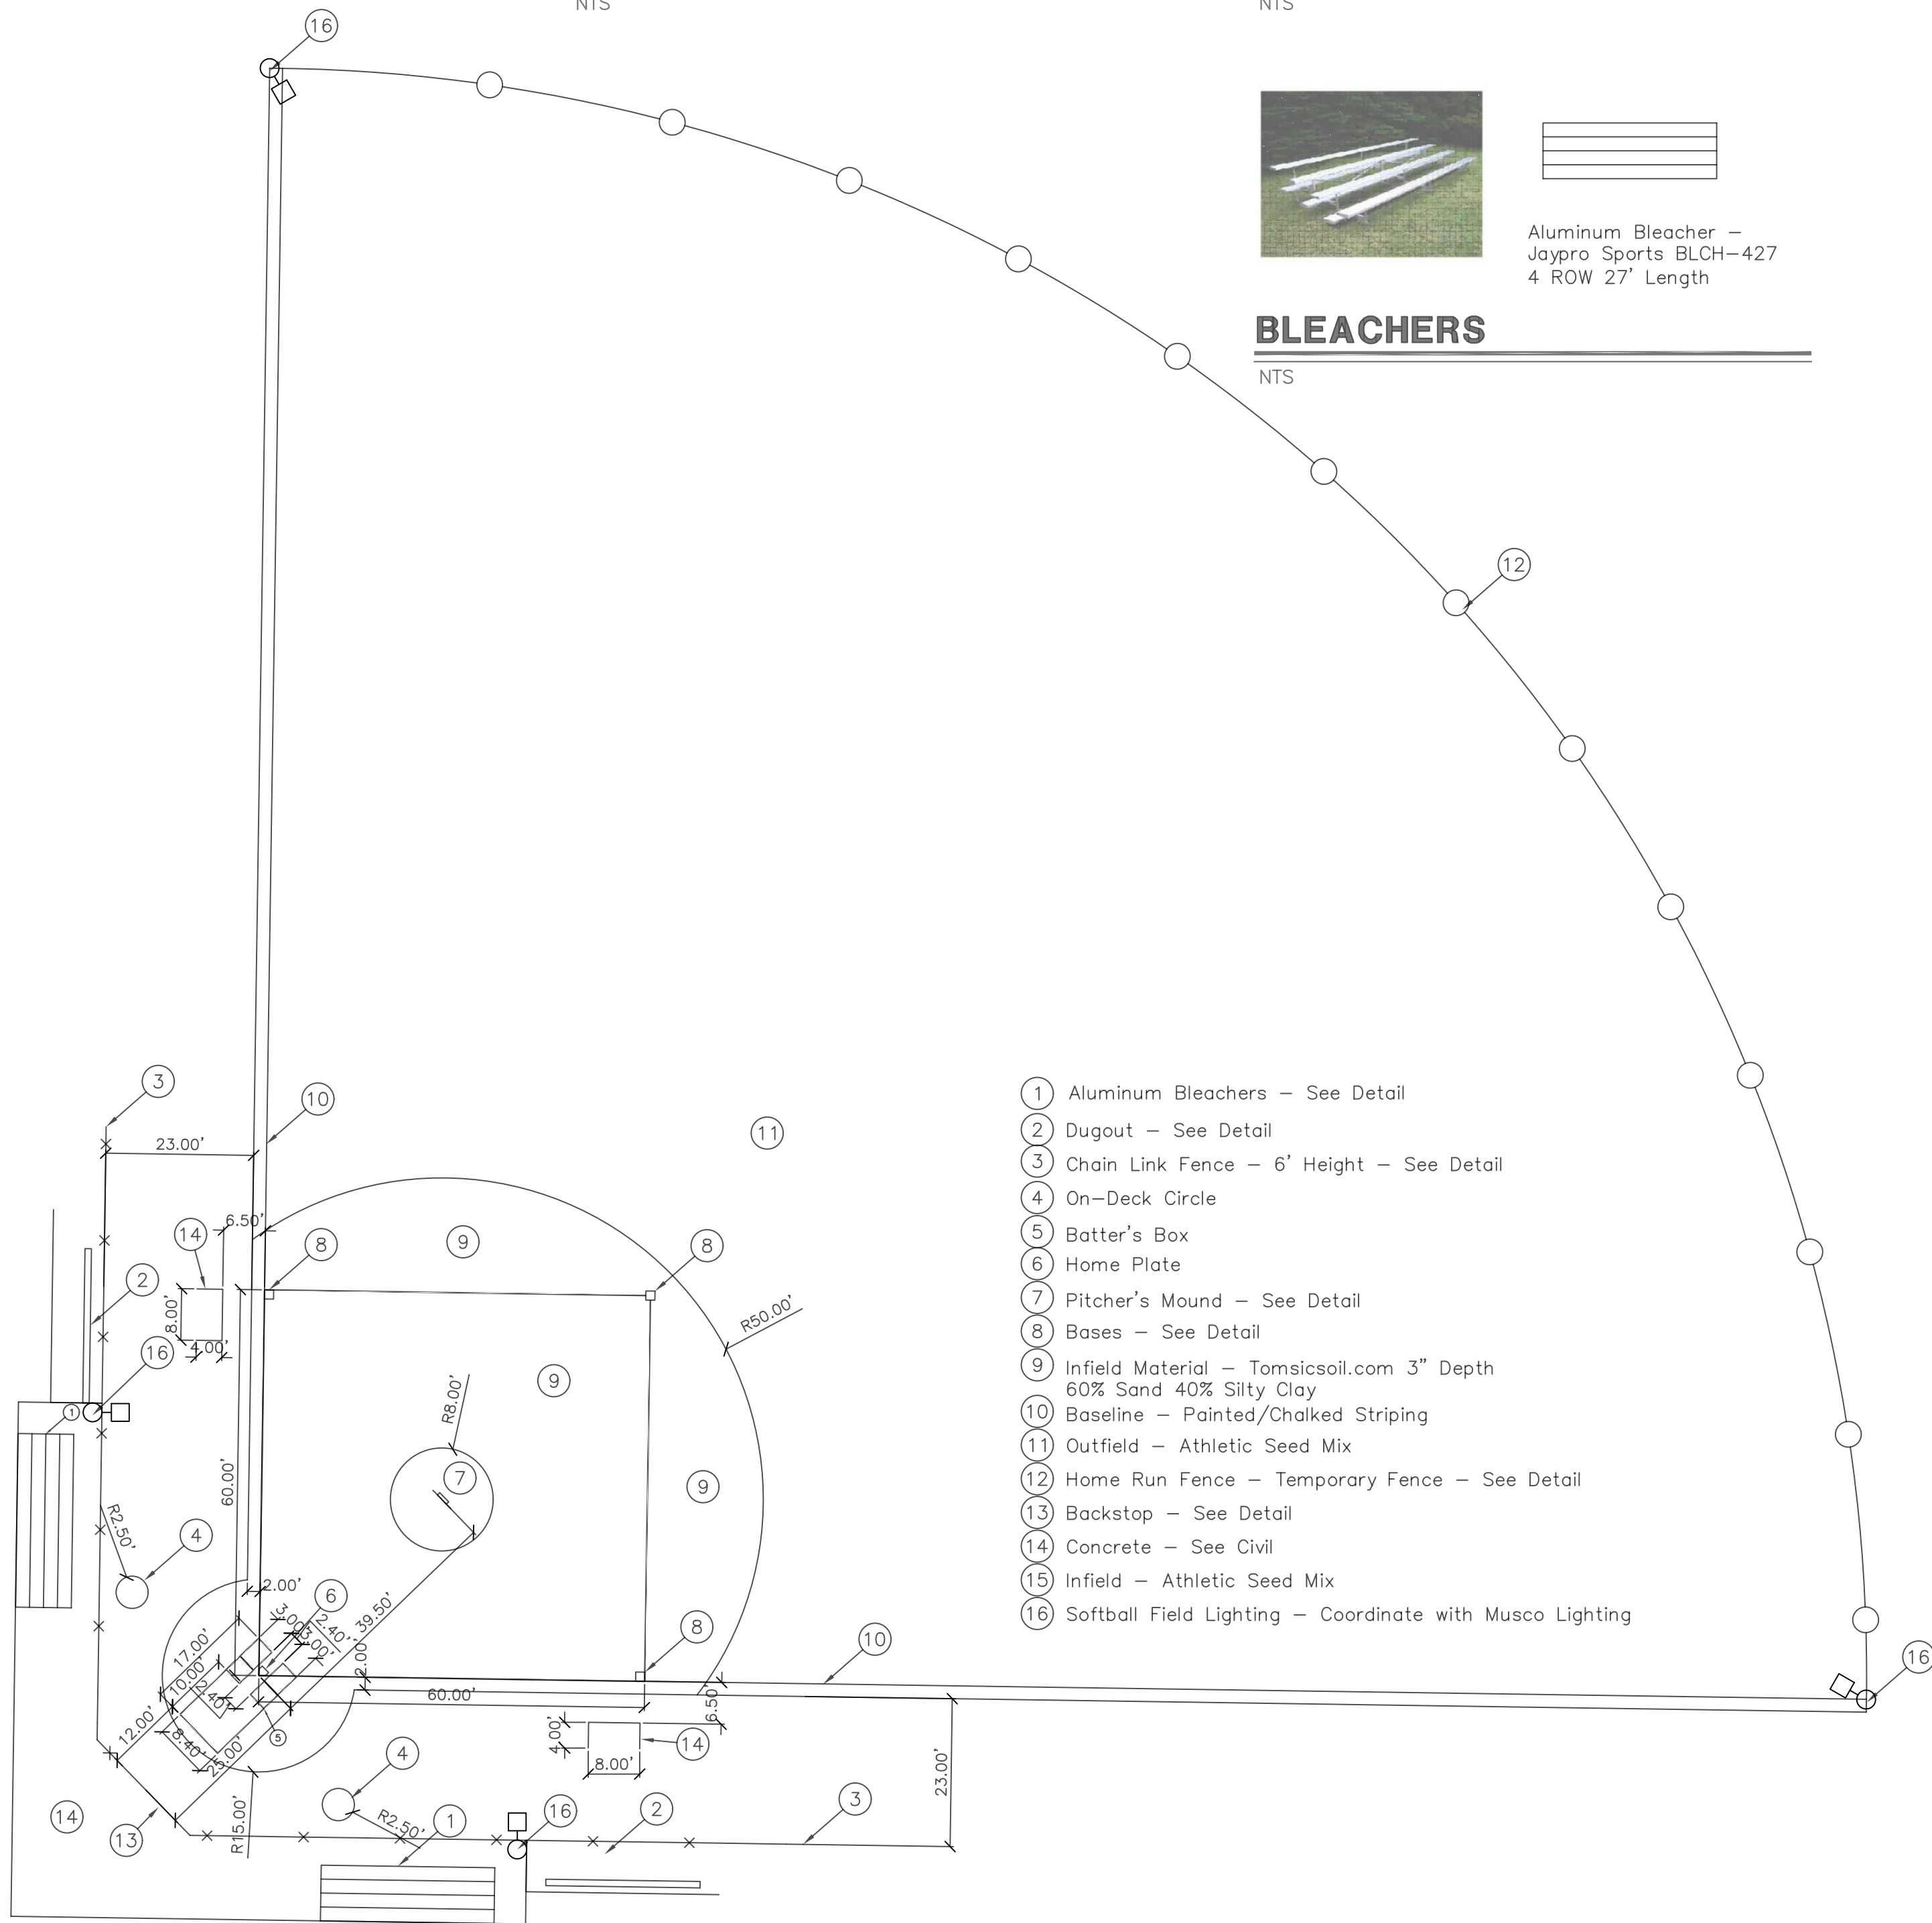 NTS
NTS
16
Aluminum Bleacher –
Jaypro Sports BLCH–427
4 ROW 27' Length
BLEACHERS
NTS
12
3
10
11
23.00'
6.50'
14
8
9
8
2
8.00'
4.00'
16
R50.00'
9
R8.00'
1
7
9
60.00'
R2.50'
4
2.00'
6
3.00'
2.40'
3.00'
39.50'
2.00'
8
10
16
17.00'
10.00'
2.40'
60.00'
6.50'
12.00'
8.40'
25.00'
5
4.00'
14
8.00'
4
23.00'
14
13
R15.00'
R2.50'
1
16
2
3
1 Aluminum Bleachers – See Detail
2 Dugout – See Detail
3 Chain Link Fence – 6' Height – See Detail
4 On–Deck Circle
5 Batter's Box
6 Home Plate
7 Pitcher's Mound – See Detail
8 Bases – See Detail
9 Infield Material – Tomsicsoil.com 3" Depth
60% Sand 40% Silty Clay
10 Baseline – Painted/Chalked Striping
11 Outfield – Athletic Seed Mix
12 Home Run Fence – Temporary Fence – See Detail
13 Backstop – See Detail
14 Concrete – See Civil
15 Infield – Athletic Seed Mix
16 Softball Field Lighting – Coordinate with Musco Lighting